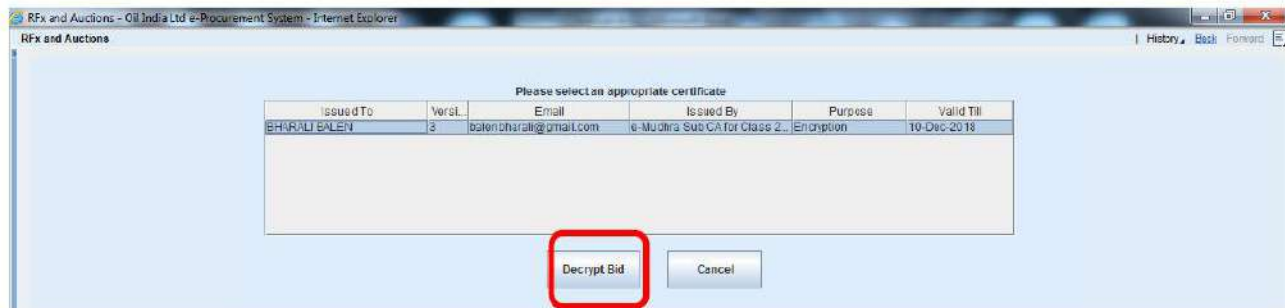 RFx and Auctions - Oil India Ltd e-Procurement System - Internet Explorer
RFx and Auctions | History Back Forward
Please select an appropriate certificate
Issued To Versi... Email Issued By Purpose Valid Till
BHARALI BALEN 3 balenbharali@gmail.com e-Mudhra Sub CA for Class 2... Encryption 10-Dec-2018
Decrypt Bid Cancel